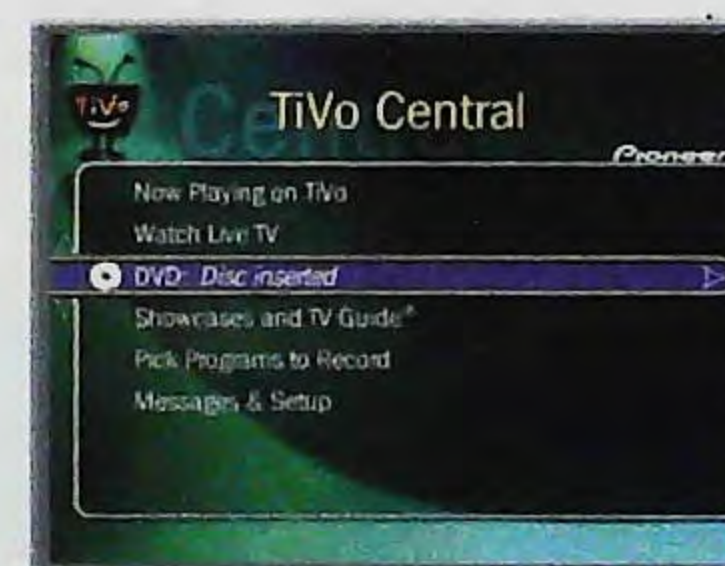 TiVo
TiVo Central
Pioneer
Now Playing on TiVo
Watch Live TV
DVD: Disc inserted
Showcases and TV Guide®
Pick Programs to Record
Messages & Setup